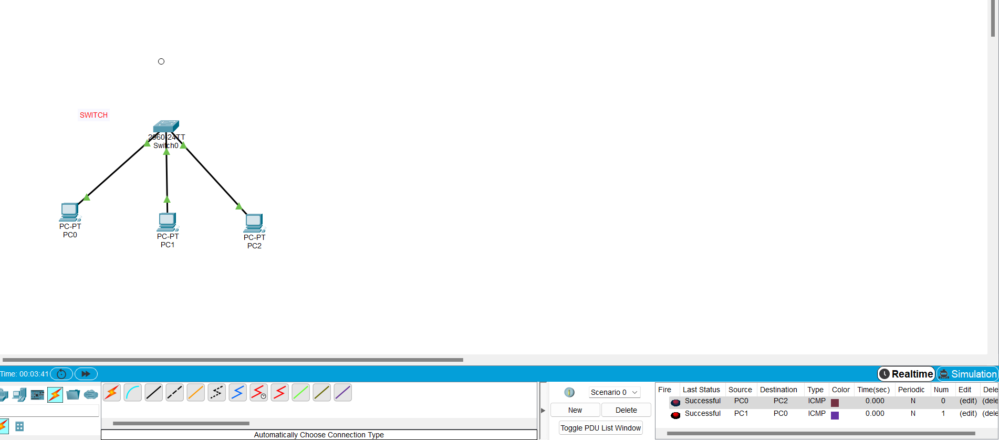 SWITCH
2960-24TT
Switch0
PC-PT
PC0
PC-PT
PC1
PC-PT
PC2
Time: 00:03:41
Realtime
Simulation
Scenario 0
New
Delete
Toggle PDU List Window
Automatically Choose Connection Type
Fire Last Status Source Destination Type Color Time(sec) Periodic Num Edit Dele
Successful PC0 PC2 ICMP 0.000 N 0 (edit) (dele
Successful PC1 PC0 ICMP 0.000 N 1 (edit) (dele